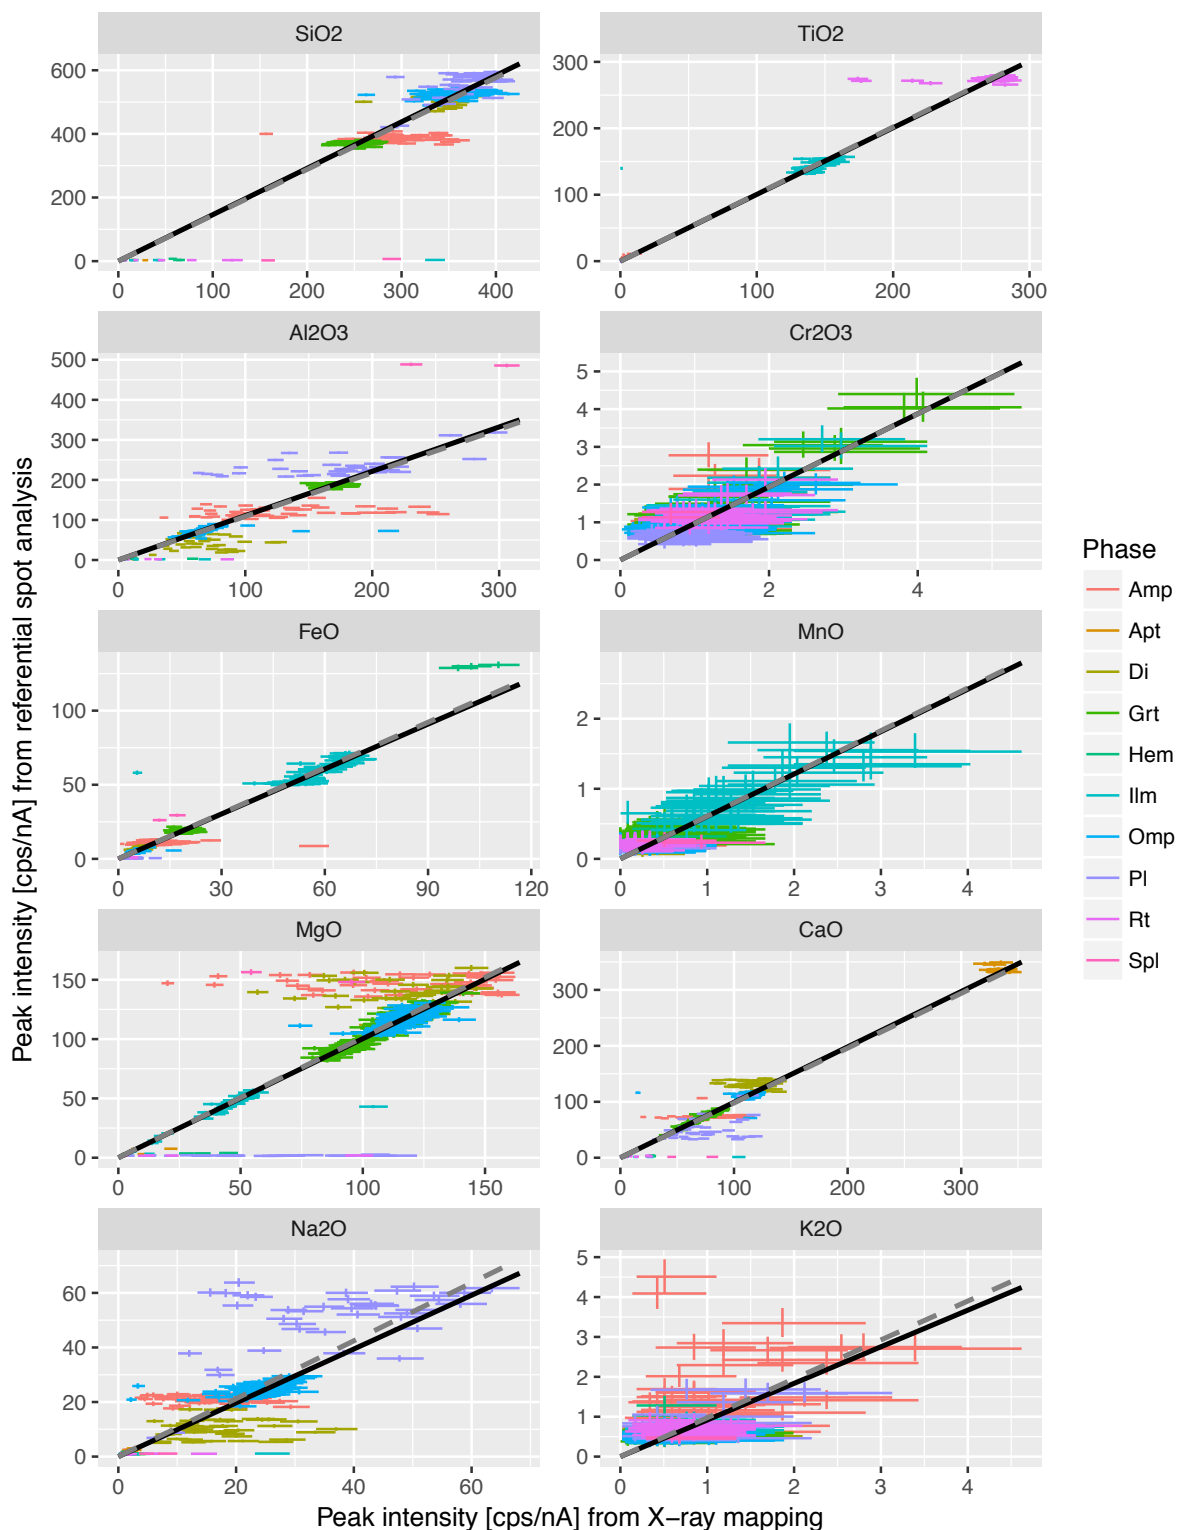 SiO2
TiO2
600
400
200
0
0 100 200 300 400
300
200
100
0
0 100 200 300
Al2O3
Cr2O3
500
400
300
200
100
0
0 100 200 300
5
4
3
2
1
0
0 2 4
FeO
MnO
100
50
0
0 30 60 90 120
2
1
0
0 1 2 3 4
MgO
CaO
150
100
50
0
0 50 100 150
300
200
100
0
0 100 200 300
Na2O
K2O
60
40
20
0
0 20 40 60
5
4
3
2
1
0
0 1 2 3 4
Peak intensity [cps/nA] from referential spot analysis
Peak intensity [cps/nA] from X−ray mapping
Phase
Amp
Apt
Di
Grt
Hem
Ilm
Omp
Pl
Rt
Spl